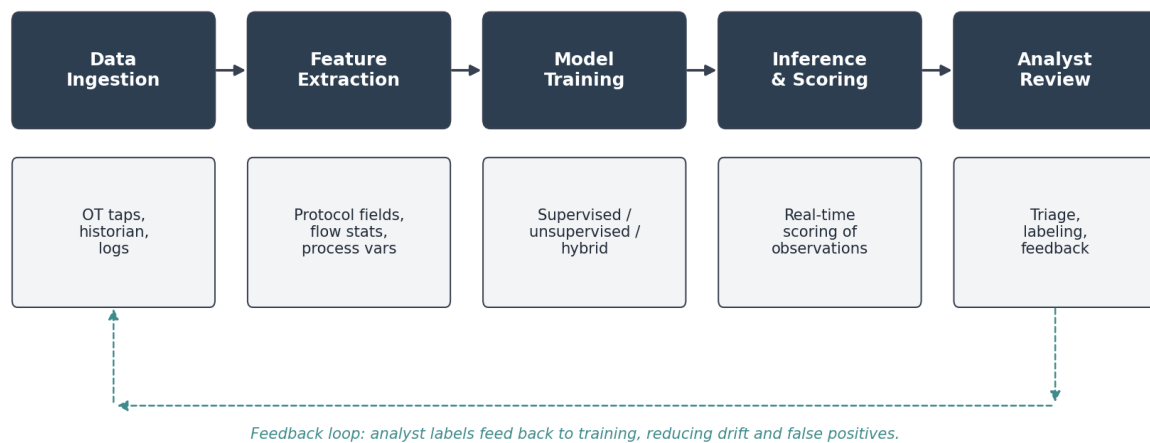 Data
Ingestion
Feature
Extraction
Model
Training
Inference
& Scoring
Analyst
Review
OT taps,
historian,
logs
Protocol fields,
flow stats,
process vars
Supervised /
unsupervised /
hybrid
Real-time
scoring of
observations
Triage,
labeling,
feedback
Feedback loop: analyst labels feed back to training, reducing drift and false positives.